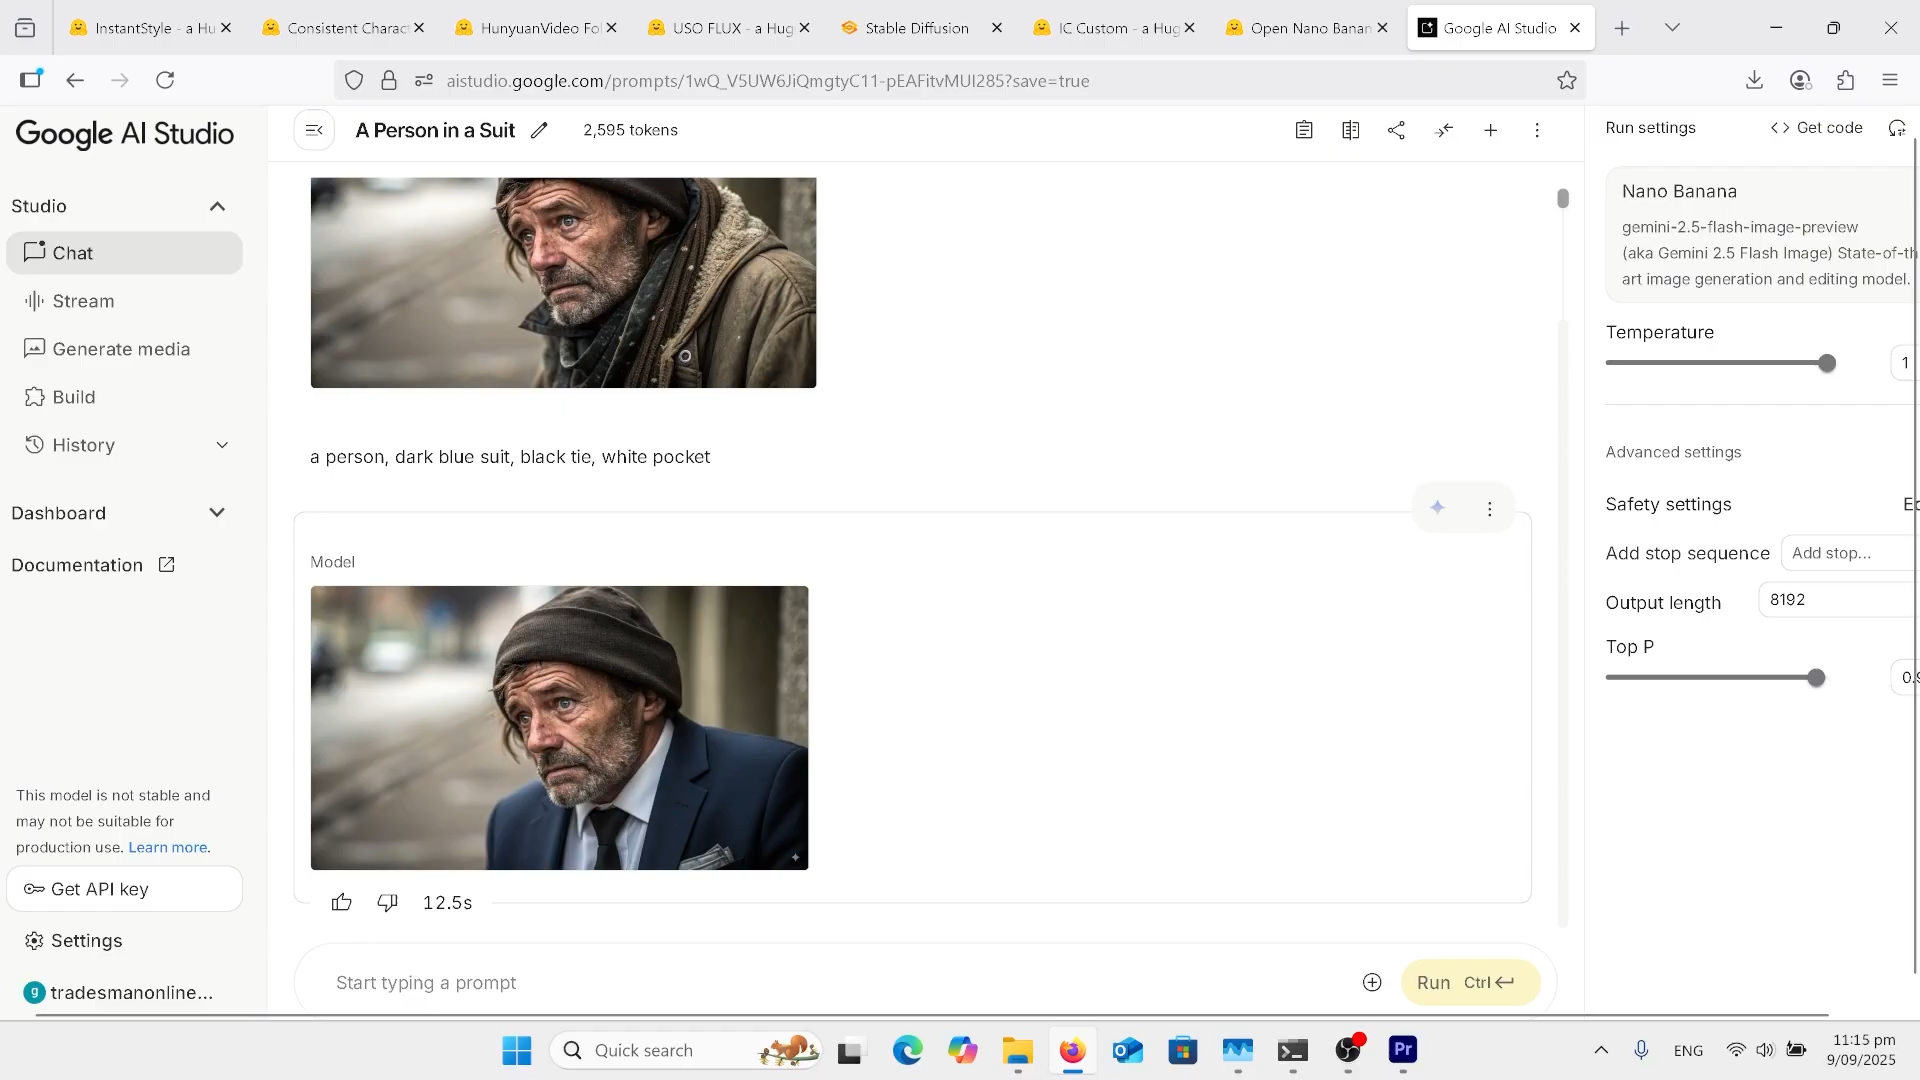 InstantStyle - a Hu
Consistent Charac
HunyuanVideo Fo
USO FLUX - a Hug
Stable Diffusion
IC Custom - a Hug
Open Nano Banan
Google AI Studio
aistudio.google.com/prompts/1wQ_V5UW6JiQmgtyC11-pEAFitvMUI285?save=true
Google AI Studio
A Person in a Suit
2,595 tokens
Run settings
Get code
Studio
Chat
Stream
Generate media
Build
History
Dashboard
Documentation
This model is not stable and
may not be suitable for
production use. Learn more.
Get API key
Settings
g tradesmanonline...
a person, dark blue suit, black tie, white pocket
Model
12.5s
Start typing a prompt
Run Ctrl
Nano Banana
gemini-2.5-flash-image-preview
(aka Gemini 2.5 Flash Image) State-of-th
art image generation and editing model.
Temperature
1
Advanced settings
Safety settings
Add stop sequence
Add stop...
Output length
8192
Top P
0.9
Quick search
Pr
ENG
11:15 pm
9/09/2025